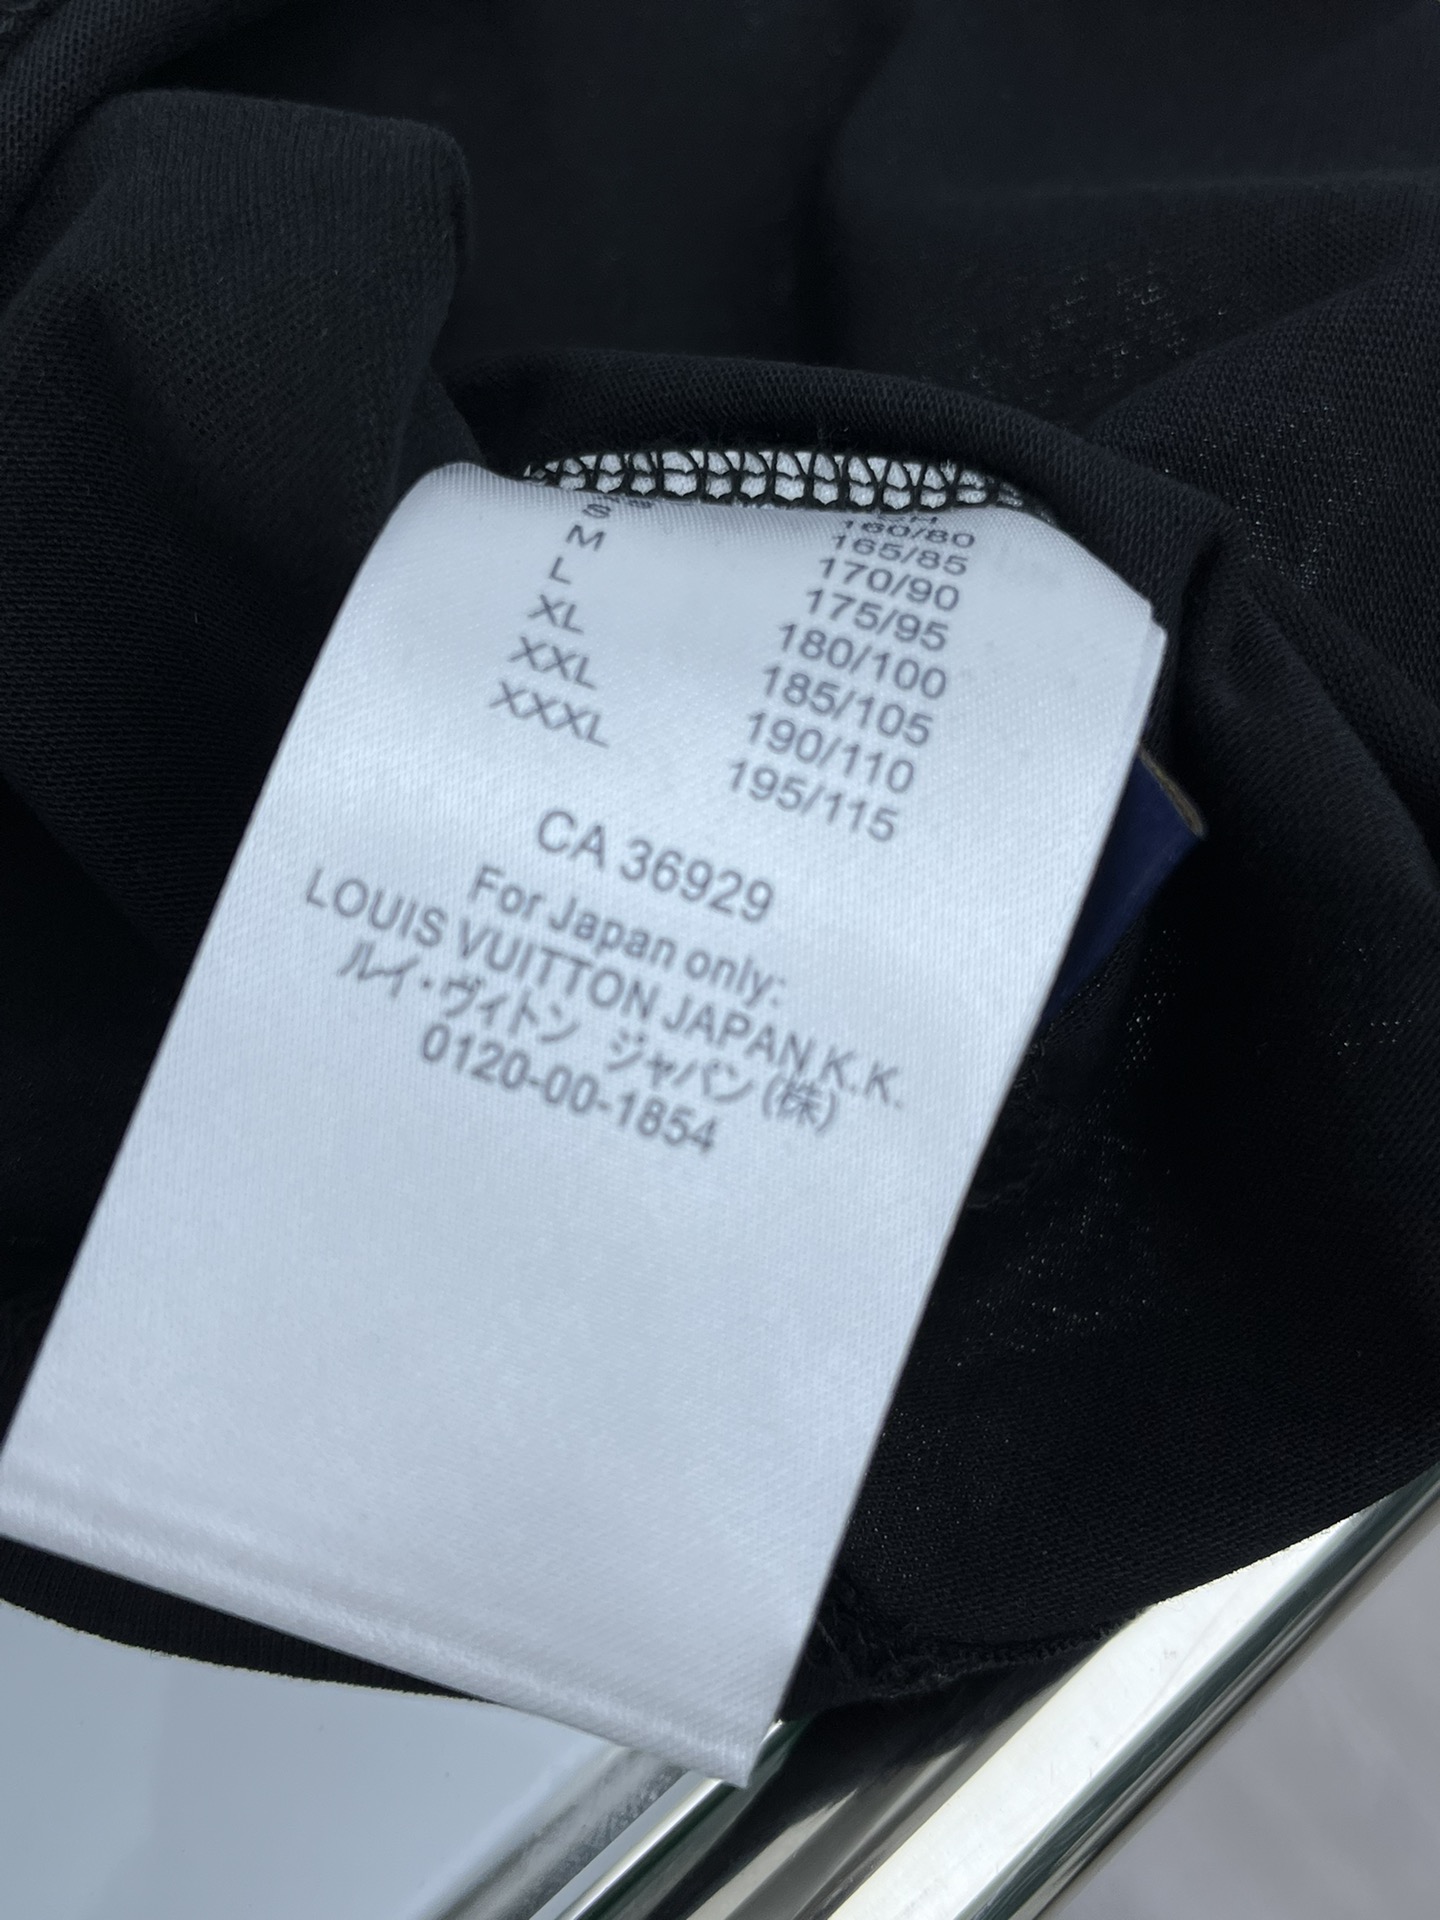 S 160/80
M 165/85
L 170/90
XL 175/95
XXL 180/100
XXXL 185/105
190/110
195/115
CA 36929
For Japan only:
LOUIS VUITTON JAPAN K.K.
ルイ・ヴィトン ジャパン(株)
0120-00-1854